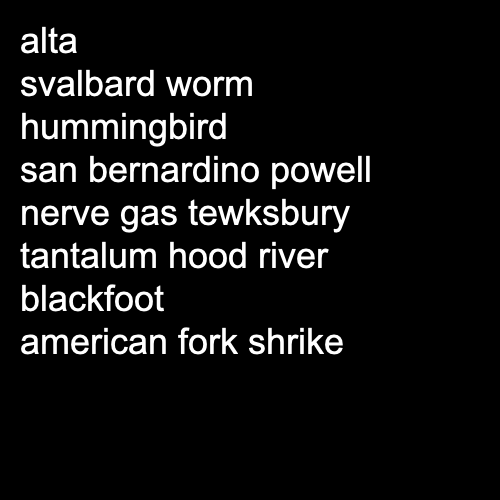 alta
svalbard worm
hummingbird
san bernardino powell
nerve gas tewksbury
tantalum hood river
blackfoot
american fork shrike